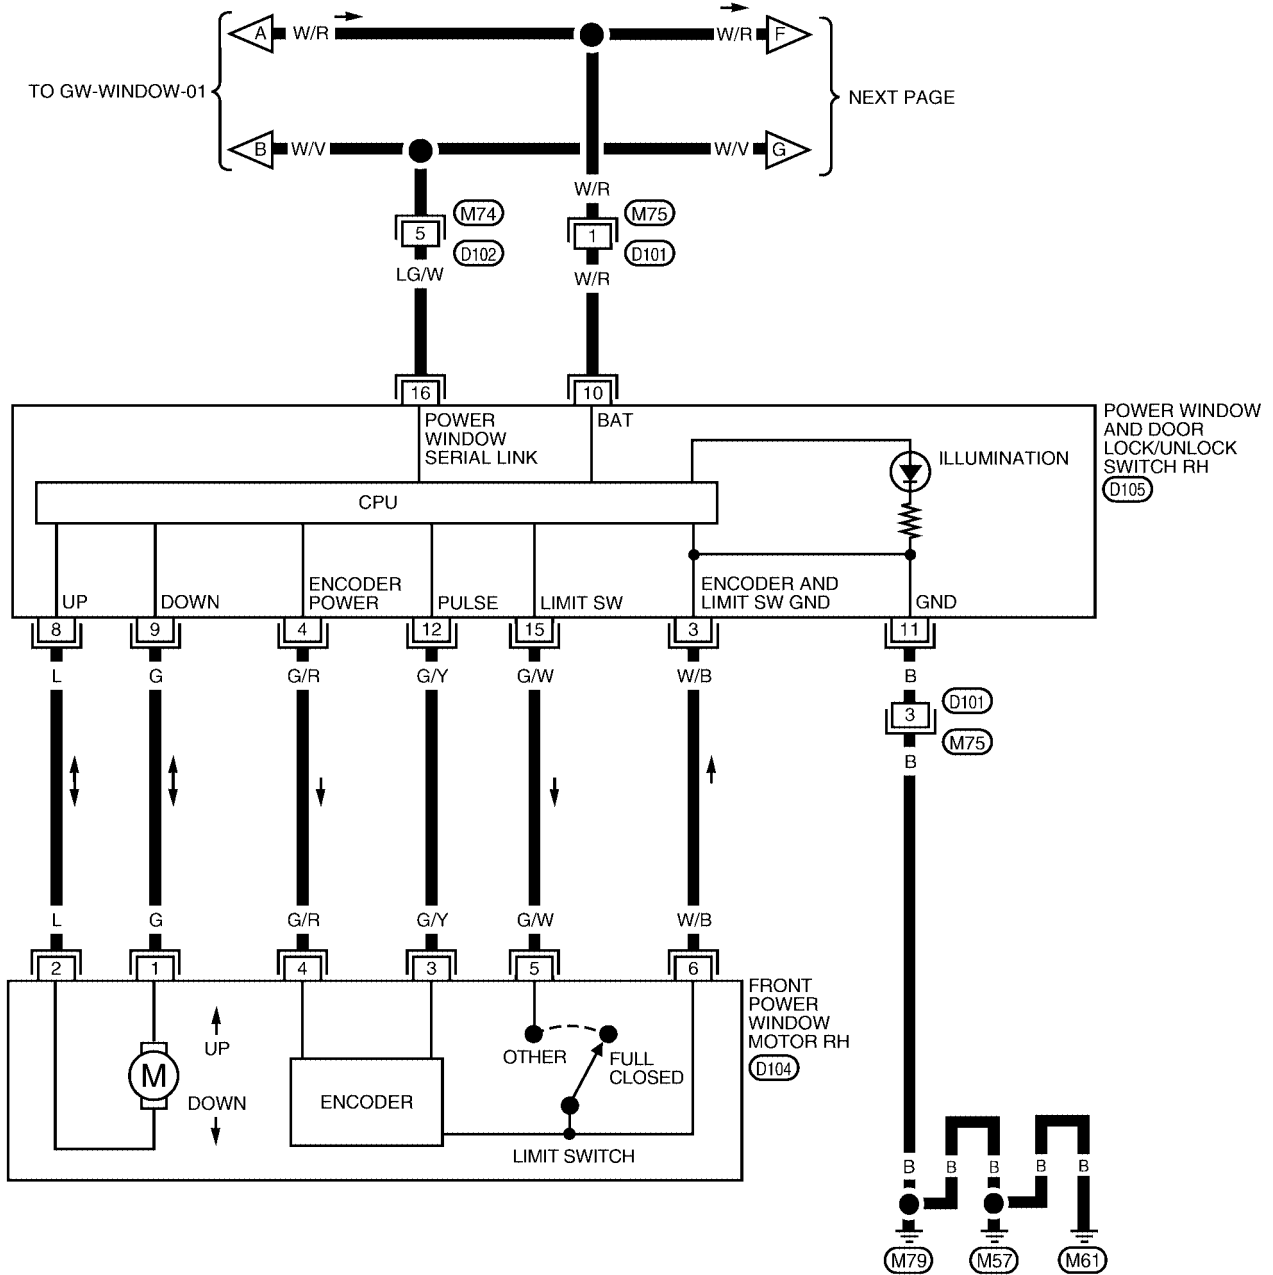 A W/R W/R F
TO GW-WINDOW-01
NEXT PAGE
B W/V W/V G
W/R
5 M74
D102
1 M75
D101
LG/W
W/R
16
10
POWER
WINDOW
SERIAL LINK
BAT
POWER WINDOW
AND DOOR
LOCK/UNLOCK
SWITCH RH
D105
ILLUMINATION
CPU
UP
DOWN
ENCODER
POWER
PULSE
LIMIT SW
ENCODER AND
LIMIT SW GND
GND
8 9 4 12 15 3 11
L G G/R G/Y G/W W/B B
3 D101
M75
B
L G G/R G/Y G/W W/B
2 1 4 3 5 6
FRONT
POWER
WINDOW
MOTOR RH
D104
UP
M
DOWN
ENCODER
OTHER
FULL
CLOSED
LIMIT SWITCH
B B B B B
M79 M57 M61